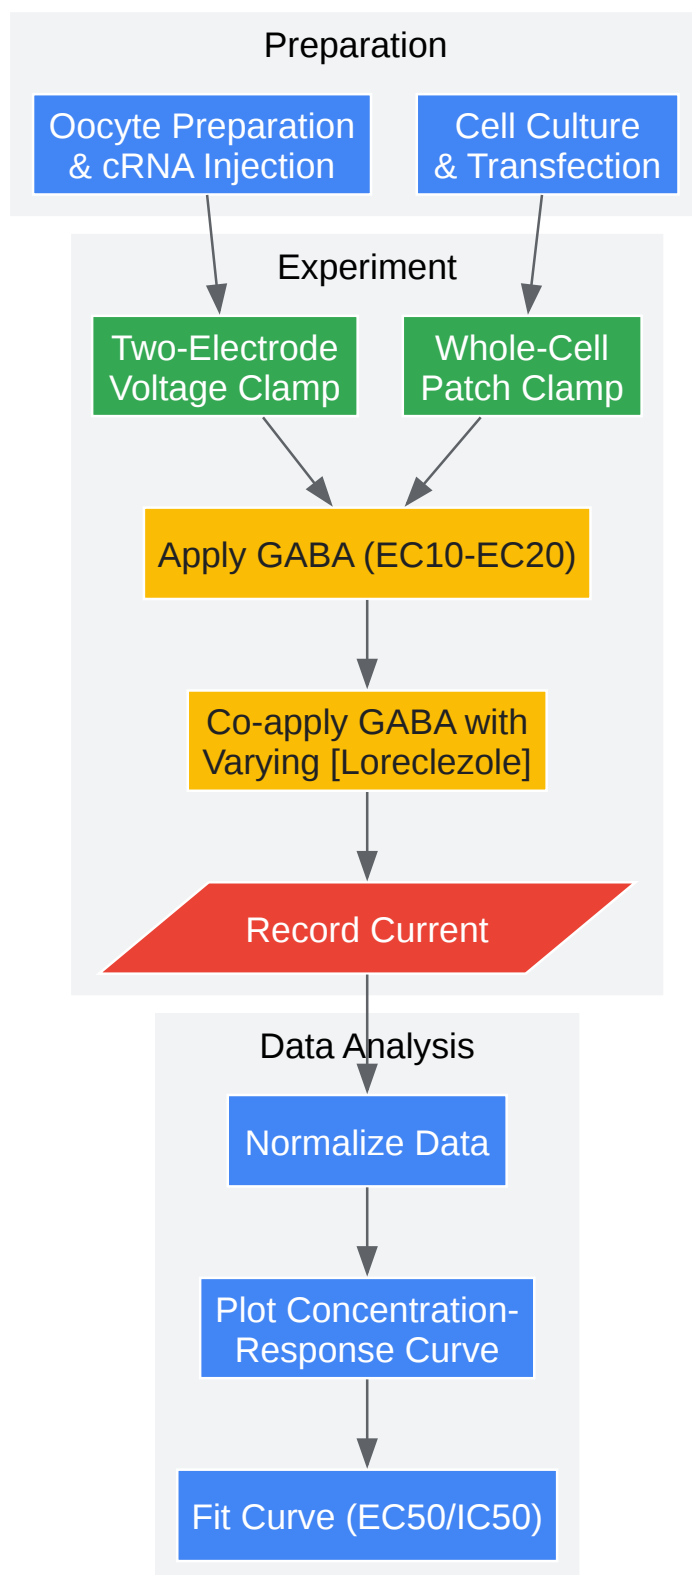 Preparation
Oocyte Preparation
& cRNA Injection
Cell Culture
& Transfection
Experiment
Two-Electrode
Voltage Clamp
Whole-Cell
Patch Clamp
Apply GABA (EC10-EC20)
Co-apply GABA with
Varying [Loreclezole]
Record Current
Data Analysis
Normalize Data
Plot Concentration-
Response Curve
Fit Curve (EC50/IC50)